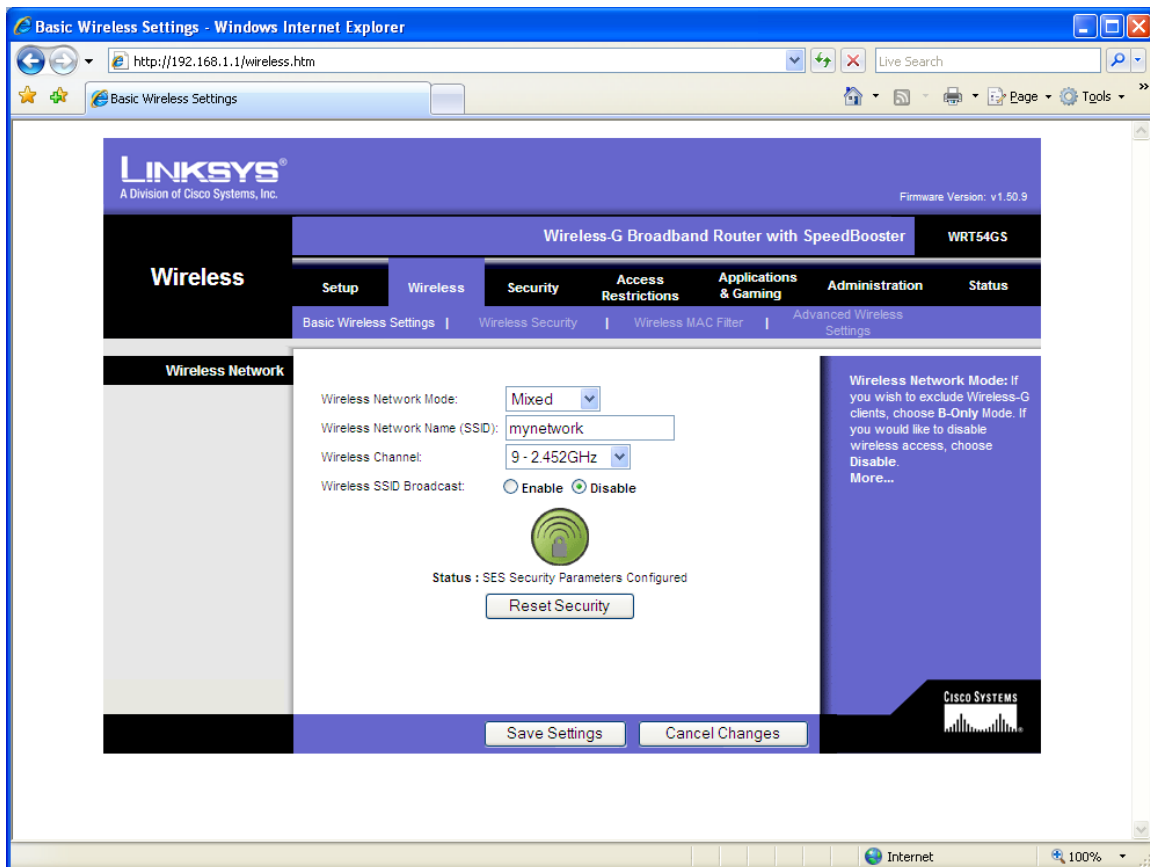 Basic Wireless Settings - Windows Internet Explorer
http://192.168.1.1/wireless.htm
Live Search
Basic Wireless Settings
Page
Tools
»
LINKSYS®
A Division of Cisco Systems, Inc.
Firmware Version: v1.50.9
Wireless-G Broadband Router with SpeedBooster
WRT54GS
Wireless
Setup
Wireless
Security
Access
Restrictions
Applications
& Gaming
Administration
Status
Basic Wireless Settings |
Wireless Security |
Wireless MAC Filter |
Advanced Wireless
Settings
Wireless Network
Wireless Network Mode: Mixed
Wireless Network Name (SSID): mynetwork
Wireless Channel: 9 - 2.452GHz
Wireless SSID Broadcast: Enable Disable
Status : SES Security Parameters Configured
Reset Security
Wireless Network Mode: If
you wish to exclude Wireless-G
clients, choose B-Only Mode. If
you would like to disable
wireless access, choose
Disable.
More...
CISCO SYSTEMS
Save Settings
Cancel Changes
Internet
100%